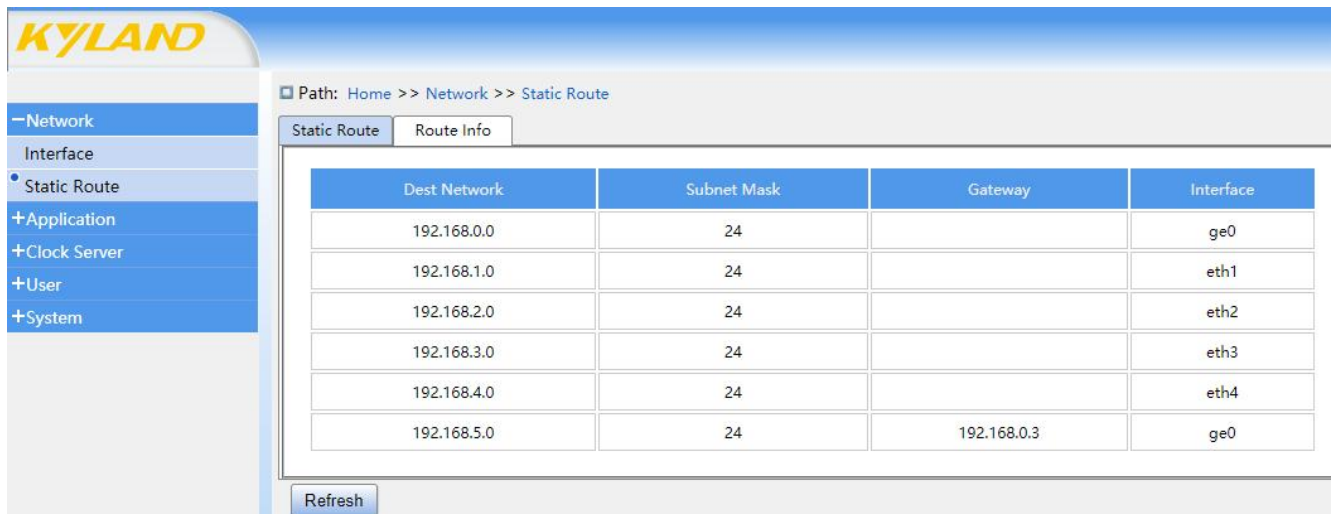 KYLAND
Path: Home >> Network >> Static Route
−Network
Interface
Static Route
+Application
+Clock Server
+User
+System
Static Route Route Info
Dest Network Subnet Mask Gateway Interface
192.168.0.0 24 ge0
192.168.1.0 24 eth1
192.168.2.0 24 eth2
192.168.3.0 24 eth3
192.168.4.0 24 eth4
192.168.5.0 24 192.168.0.3 ge0
Refresh